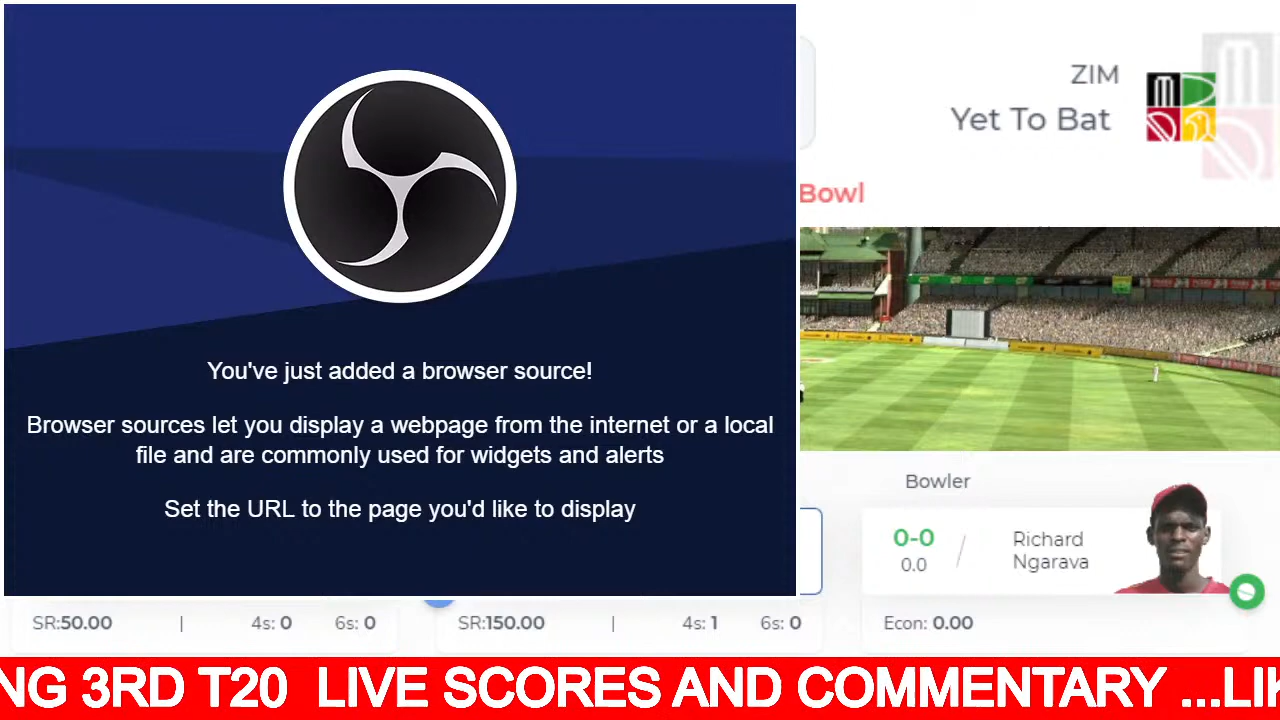 ZIM
Yet To Bat
Bowl
You've just added a browser source!
Browser sources let you display a webpage from the internet or a local
file and are commonly used for widgets and alerts
Set the URL to the page you'd like to display
Bowler
0-0
0.0
/
Richard
Ngarava
SR:50.00 | 4s: 0 6s: 0
SR:150.00 | 4s: 1 6s: 0
Econ: 0.00
NG 3RD T20 LIVE SCORES AND COMMENTARY ...LIK